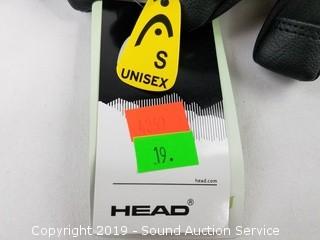 S
UNISEX
19.
head.com
HEAD®
Copyright 2019 - Sound Auction Service